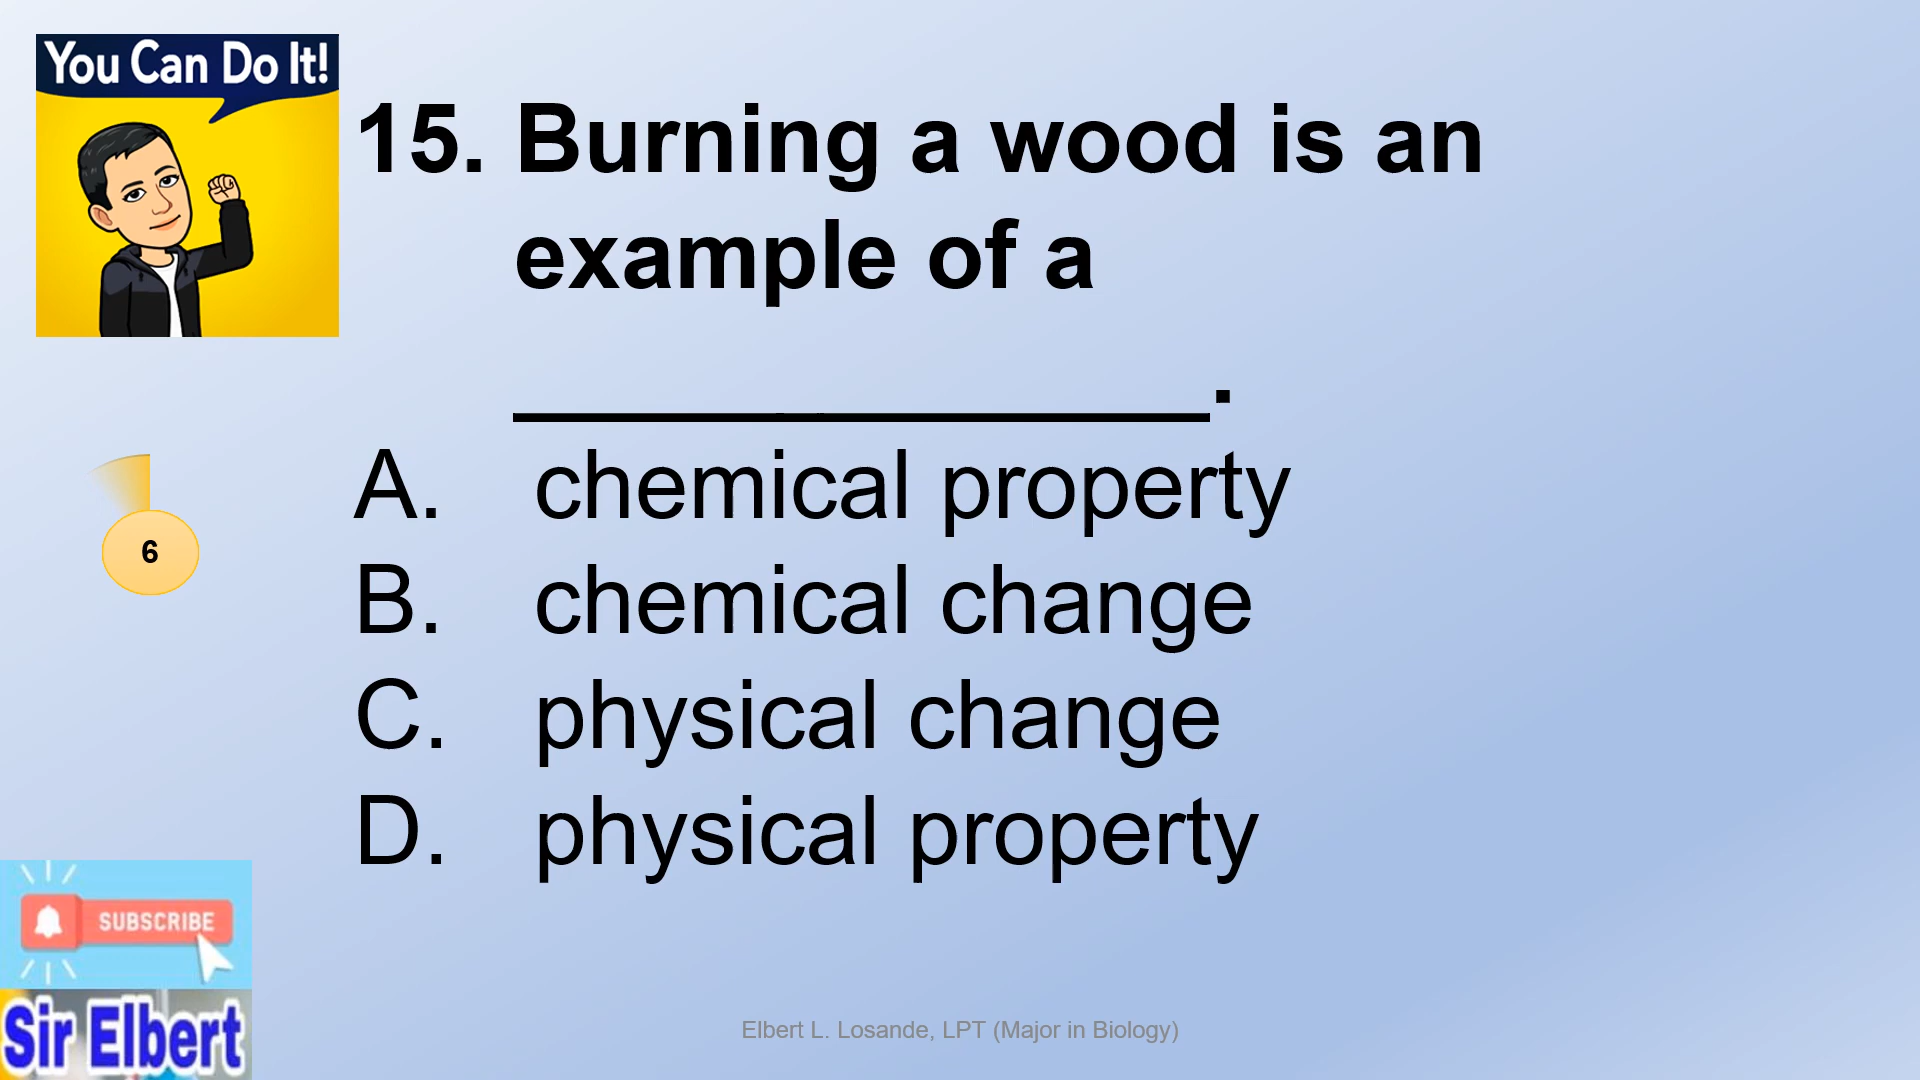 You Can Do It!
15. Burning a wood is an
example of a
______________.
A. chemical property
B. chemical change
C. physical change
D. physical property
6
SUBSCRIBE
Sir Elbert
Elbert L. Losande, LPT (Major in Biology)